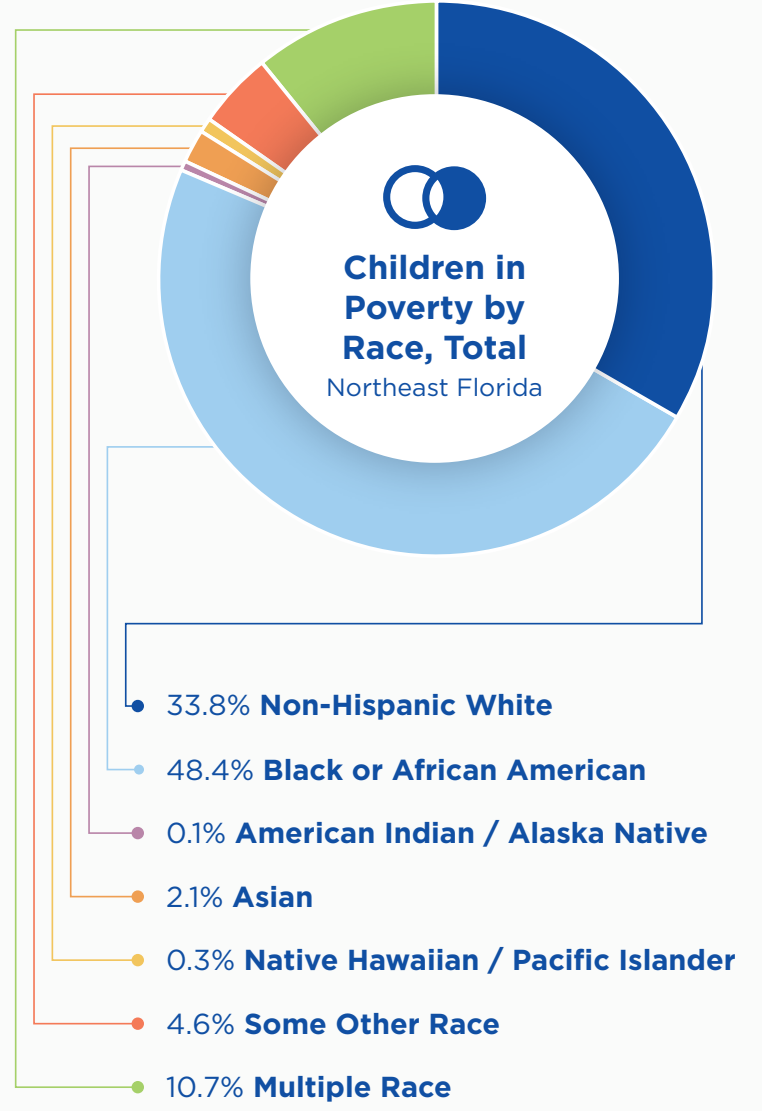 Children in
Poverty by
Race, Total
Northeast Florida
33.8% Non-Hispanic White
48.4% Black or African American
0.1% American Indian / Alaska Native
2.1% Asian
0.3% Native Hawaiian / Pacific Islander
4.6% Some Other Race
10.7% Multiple Race